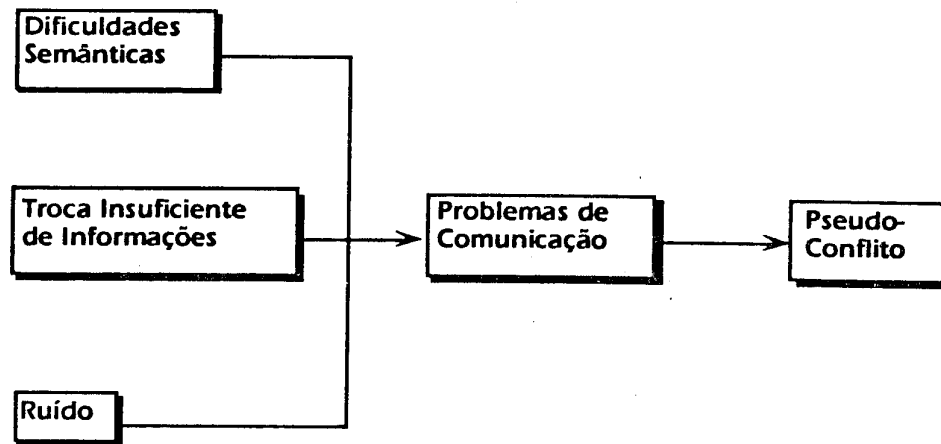 Dificuldades
Semânticas
Troca Insuficiente
de Informações
Problemas de
Comunicação
Pseudo-
Conflito
Ruído